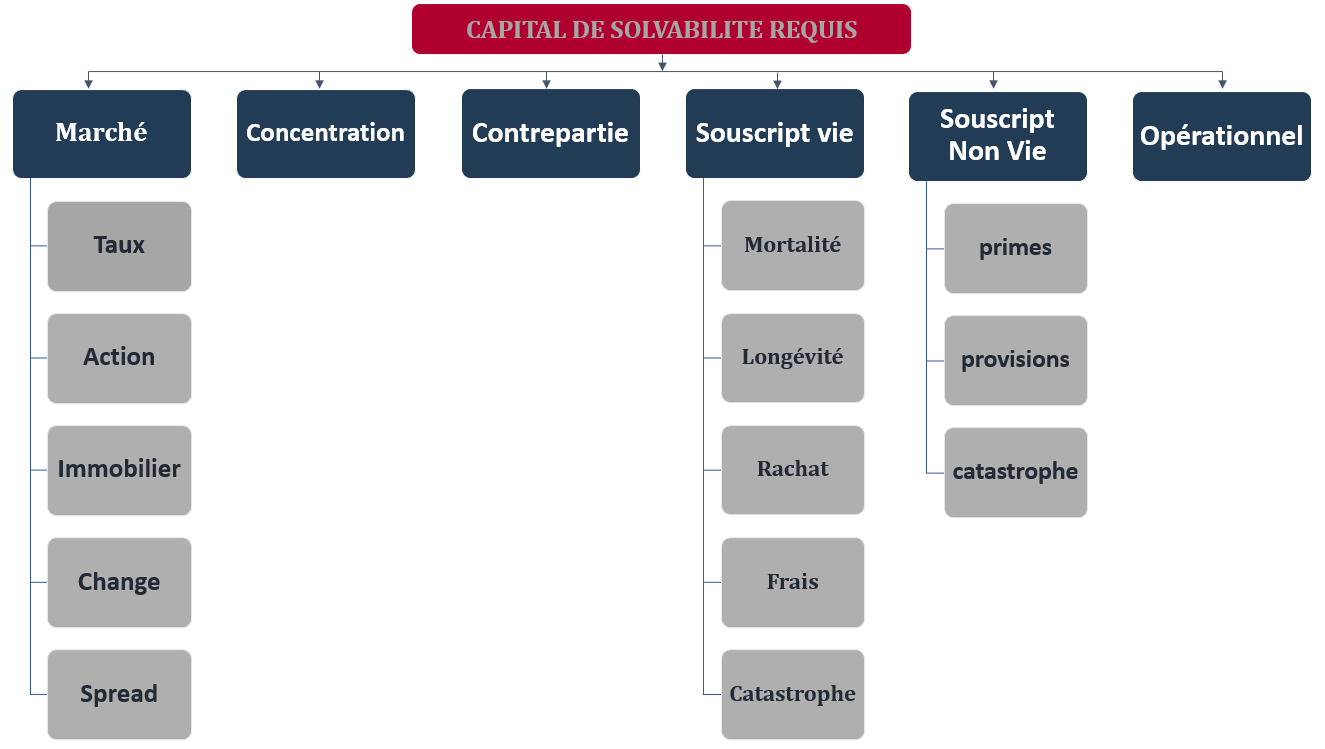 CAPITAL DE SOLVABILITE REQUIS
Marché
Concentration
Contrepartie
Souscript vie
Souscript
Non Vie
Opérationnel
Taux
Action
Immobilier
Change
Spread
Mortalité
Longévité
Rachat
Frais
Catastrophe
primes
provisions
catastrophe